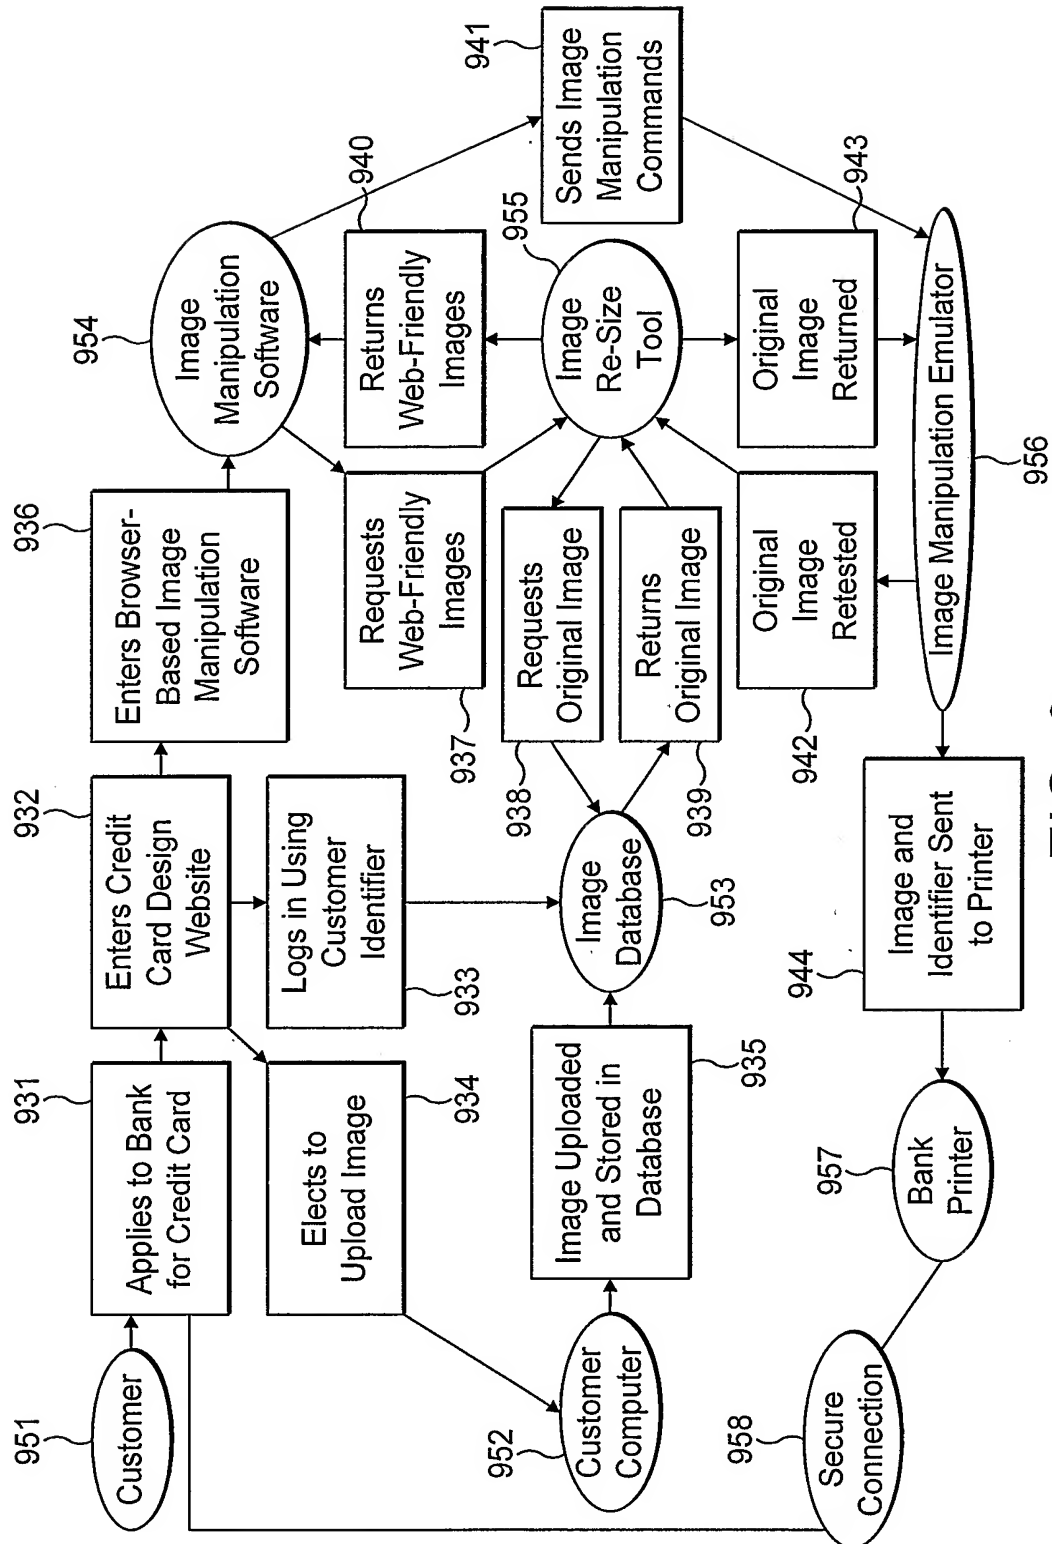 951
Customer
931
Applies to Bank
for Credit Card
932
Enters Credit
Card Design
Website
936
Enters Browser-
Based Image
Manipulation
Software
954
Image
Manipulation
Software
934
Elects to
Upload Image
933
Logs in Using
Customer
Identifier
937
Requests
Web-Friendly
Images
940
Returns
Web-Friendly
Images
941
Sends Image
Manipulation
Commands
952
Customer
Computer
935
Image Uploaded
and Stored in
Database
953
Image
Database
938
Requests
Original Image
939
Returns
Original Image
955
Image
Re-Size
Tool
942
Original
Image
Retested
943
Original
Image
Returned
958
Secure
Connection
957
Bank
Printer
944
Image and
Identifier Sent
to Printer
956
Image Manipulation Emulator